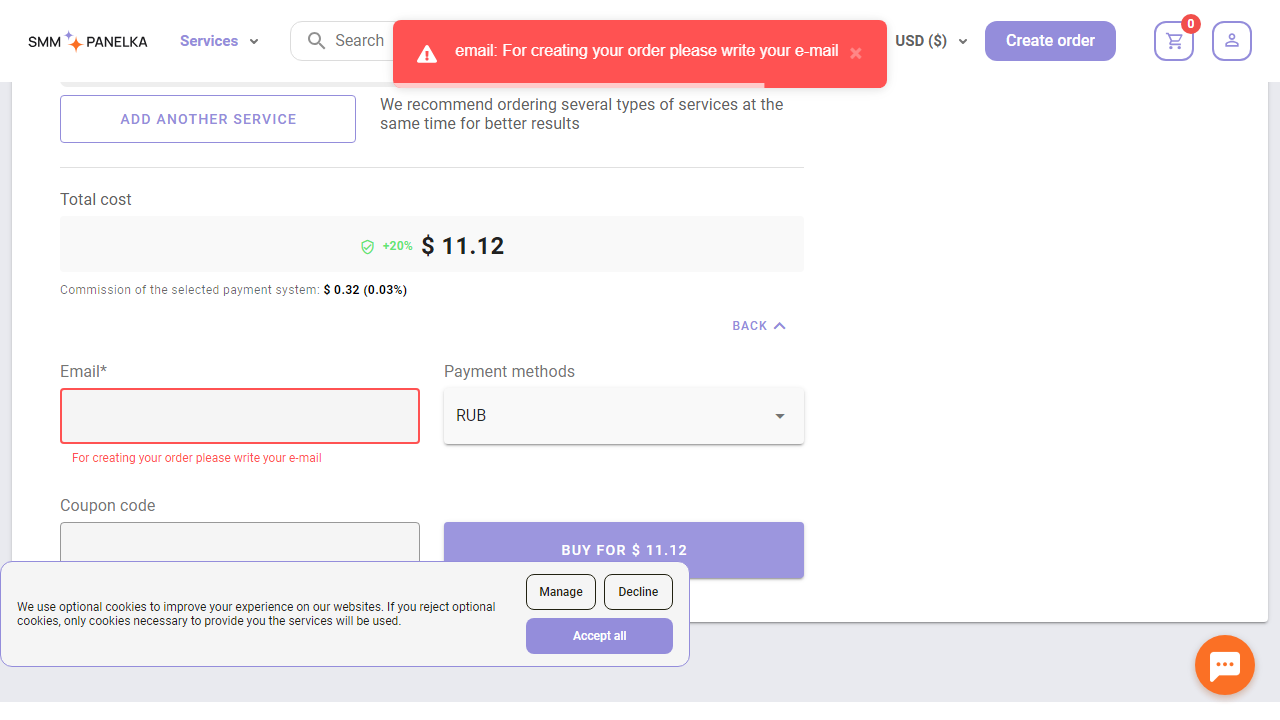 SMM PANELKA
Services
Search
email: For creating your order please write your e-mail
×
USD ($)
Create order
0
ADD ANOTHER SERVICE
We recommend ordering several types of services at the
same time for better results
Total cost
+20% $ 11.12
Commission of the selected payment system: $ 0.32 (0.03%)
BACK
Email*
Payment methods
RUB
For creating your order please write your e-mail
Coupon code
BUY FOR $ 11.12
We use optional cookies to improve your experience on our websites. If you reject optional
cookies, only cookies necessary to provide you the services will be used.
Manage
Decline
Accept all